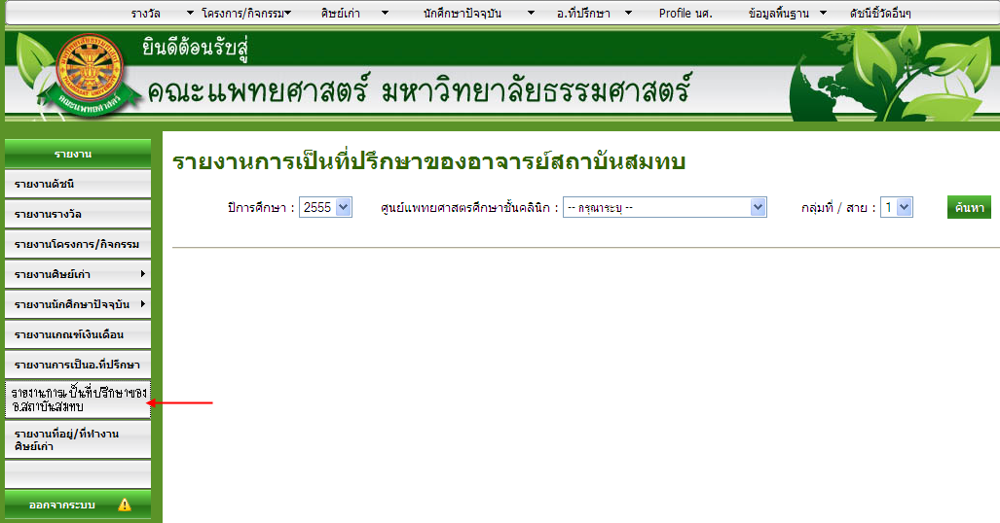 รางวัล โครงการ/กิจกรรม ศิษย์เก่า นักศึกษาปัจจุบัน อ.ที่ปรึกษา Profile นศ. ข้อมูลพื้นฐาน ดัชนีชี้วัดอื่นๆ
ยินดีต้อนรับสู่
คณะแพทยศาสตร์ มหาวิทยาลัยธรรมศาสตร์
รายงาน
รายงานดัชนี
รายงานรางวัล
รายงานโครงการ/กิจกรรม
รายงานศิษย์เก่า
รายงานนักศึกษาปัจจุบัน
รายงานเกณฑ์เงินเดือน
รายงานการเป็นอ.ที่ปรึกษา
รายงานการเป็นที่ปรึกษาของ
อ.สถาบันสมทบ
รายงานที่อยู่/ที่ทำงาน
ศิษย์เก่า
ออกจากระบบ
รายงานการเป็นที่ปรึกษาของอาจารย์สถาบันสมทบ
ปีการศึกษา : 2555 ศูนย์แพทยศาสตรศึกษาชั้นคลินิก : -- กรุณาระบุ -- กลุ่มที่ / สาย : 1 ค้นหา